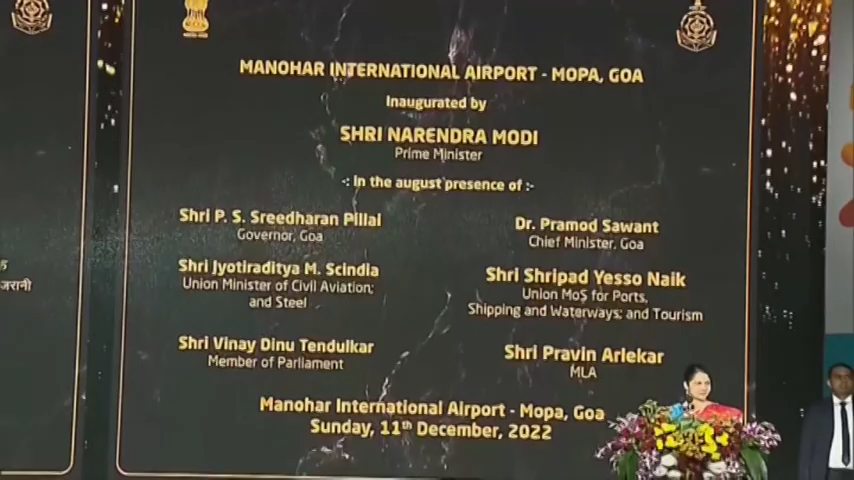 MANOHAR INTERNATIONAL AIRPORT - MOPA, GOA
Inaugurated by
SHRI NARENDRA MODI
Prime Minister
In the august presence of
Shri P. S. Sreedharan Pillai
Governor, Goa
Dr. Pramod Sawant
Chief Minister, Goa
Shri Jyotiraditya M. Scindia
Union Minister of Civil Aviation;
and Steel
Shri Shripad Yesso Naik
Union MoS for Ports,
Shipping and Waterways; and Tourism
Shri Vinay Dinu Tendulkar
Member of Parliament
Shri Pravin Arlekar
MLA
Manohar International Airport - Mopa, Goa
Sunday, 11th December, 2022